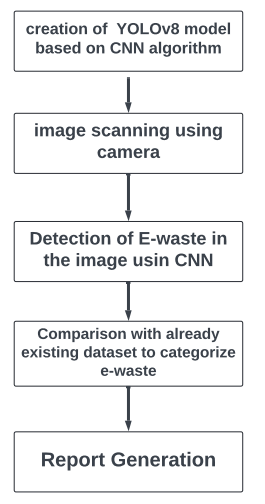 creation of YOLOv8 model
based on CNN algorithm
image scanning using
camera
Detection of E-waste in
the image usin CNN
Comparison with already
existing dataset to categorize
e-waste
Report Generation